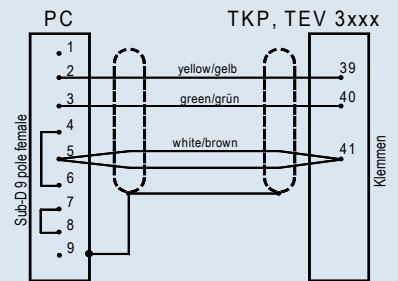 PC
TKP, TEV 3xxx
Sub-D 9 pole female
1
2
3
4
5
6
7
8
9
yellow/gelb
green/grün
white/brown
39
40
41
Klemmen